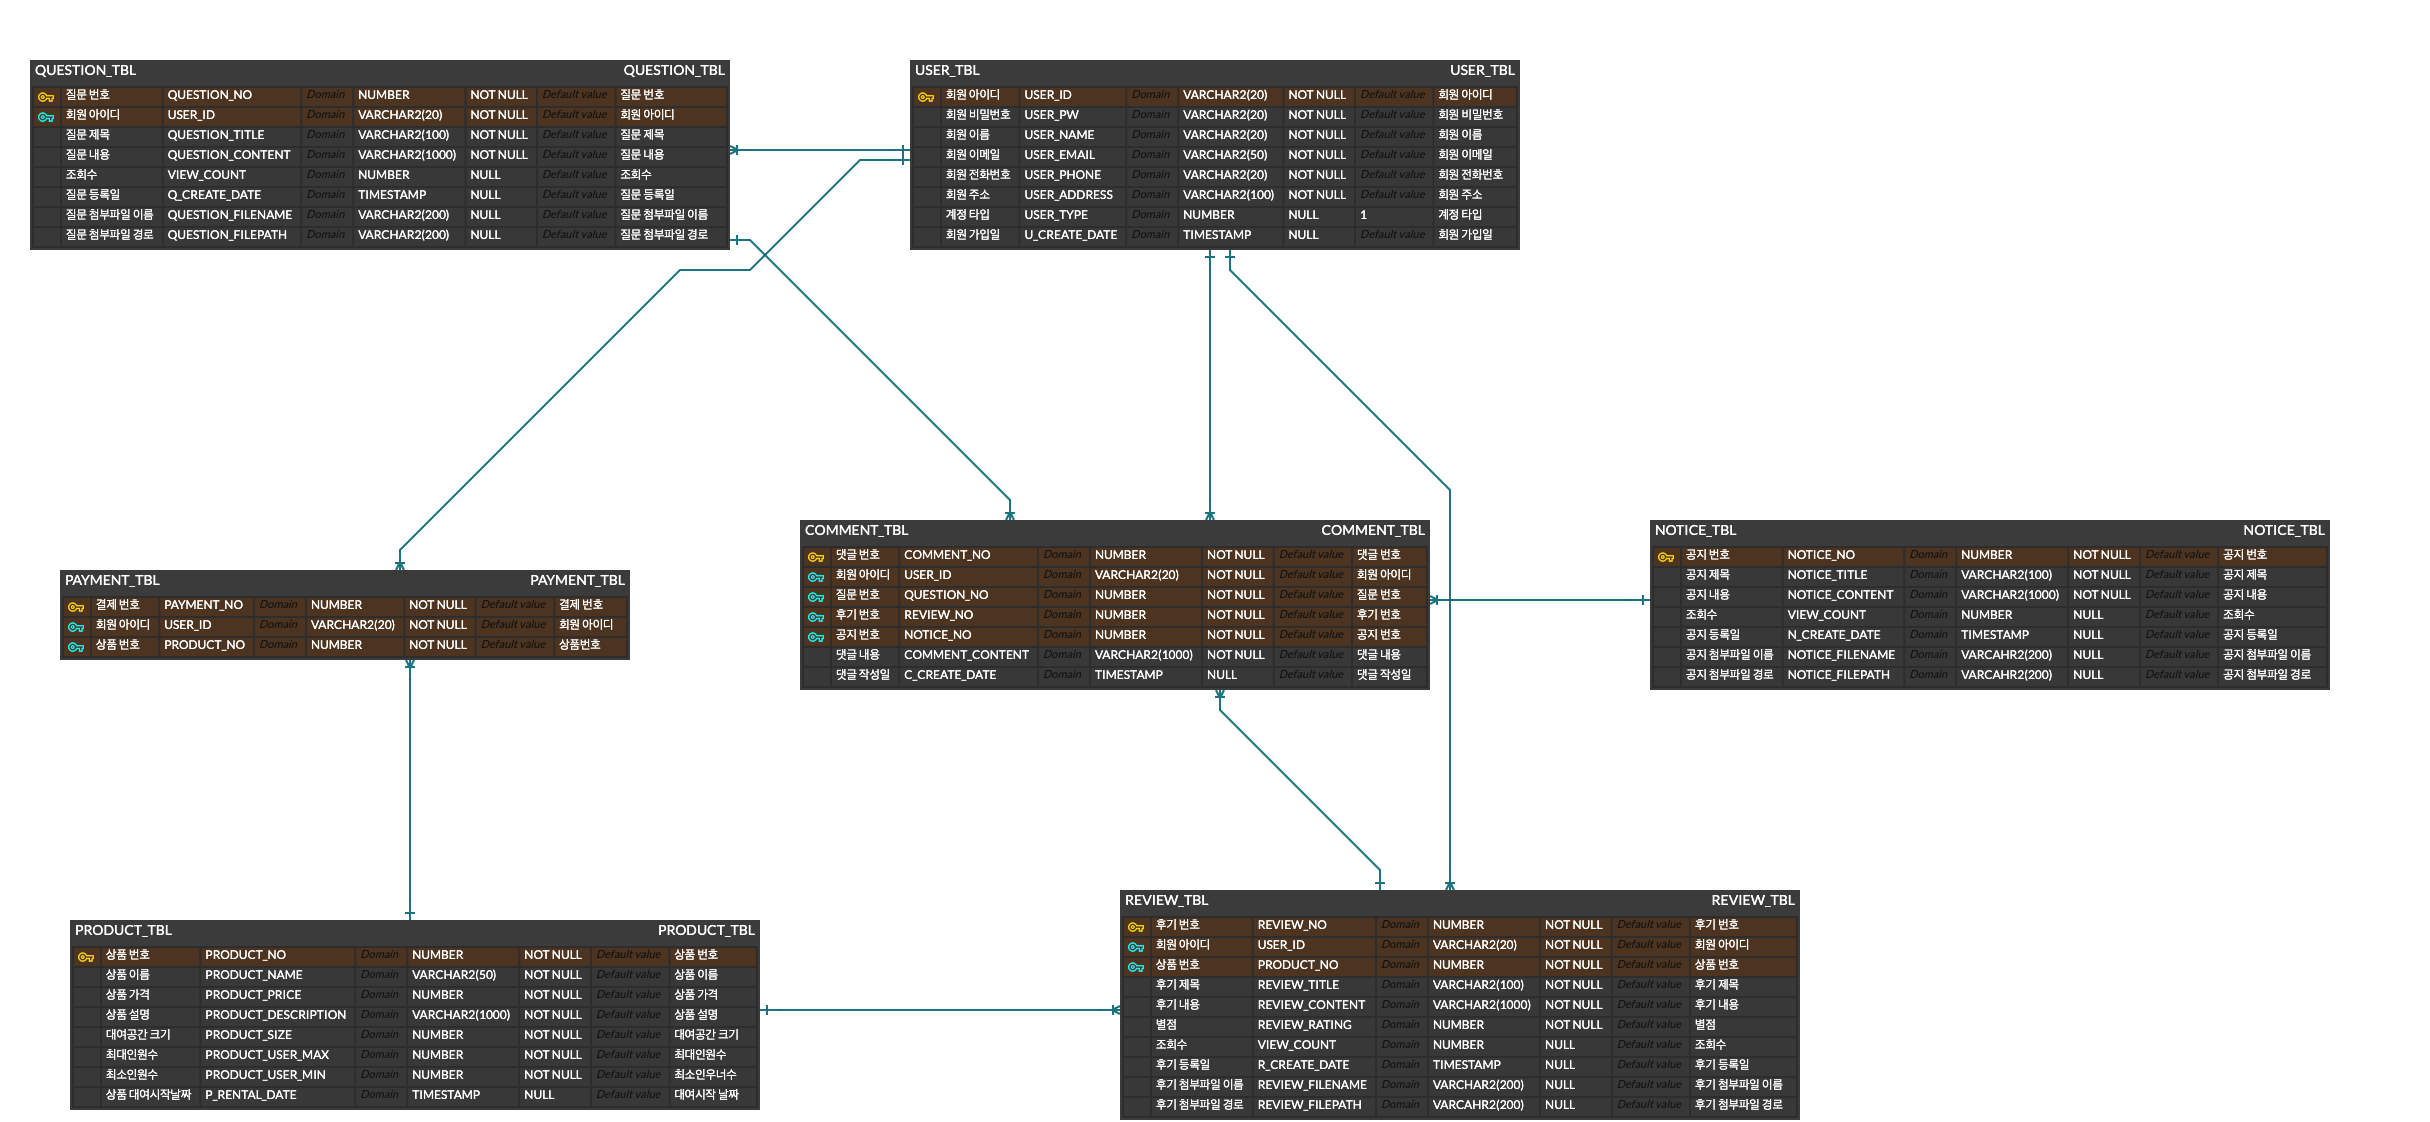 QUESTION_TBL QUESTION_TBL
질문 번호 QUESTION_NO Domain NUMBER NOT NULL Default value 질문 번호
회원 아이디 USER_ID Domain VARCHAR2(20) NOT NULL Default value 회원 아이디
질문 제목 QUESTION_TITLE Domain VARCHAR2(100) NOT NULL Default value 질문 제목
질문 내용 QUESTION_CONTENT Domain VARCHAR2(1000) NOT NULL Default value 질문 내용
조회수 VIEW_COUNT Domain NUMBER NULL Default value 조회수
질문 등록일 Q_CREATE_DATE Domain TIMESTAMP NULL Default value 질문 등록일
질문 첨부파일 이름 QUESTION_FILENAME Domain VARCHAR2(200) NULL Default value 질문 첨부파일 이름
질문 첨부파일 경로 QUESTION_FILEPATH Domain VARCHAR2(200) NULL Default value 질문 첨부파일 경로
USER_TBL USER_TBL
회원 아이디 USER_ID Domain VARCHAR2(20) NOT NULL Default value 회원 아이디
회원 비밀번호 USER_PW Domain VARCHAR2(20) NOT NULL Default value 회원 비밀번호
회원 이름 USER_NAME Domain VARCHAR2(20) NOT NULL Default value 회원 이름
회원 이메일 USER_EMAIL Domain VARCHAR2(50) NOT NULL Default value 회원 이메일
회원 전화번호 USER_PHONE Domain VARCHAR2(20) NOT NULL Default value 회원 전화번호
회원 주소 USER_ADDRESS Domain VARCHAR2(100) NOT NULL Default value 회원 주소
계정 타입 USER_TYPE Domain NUMBER NULL 1 계정 타입
회원 가입일 U_CREATE_DATE Domain TIMESTAMP NULL Default value 회원 가입일
PAYMENT_TBL PAYMENT_TBL
결제 번호 PAYMENT_NO Domain NUMBER NOT NULL Default value 결제 번호
회원 아이디 USER_ID Domain VARCHAR2(20) NOT NULL Default value 회원 아이디
상품 번호 PRODUCT_NO Domain NUMBER NOT NULL Default value 상품번호
COMMENT_TBL COMMENT_TBL
댓글 번호 COMMENT_NO Domain NUMBER NOT NULL Default value 댓글 번호
회원 아이디 USER_ID Domain VARCHAR2(20) NOT NULL Default value 회원 아이디
질문 번호 QUESTION_NO Domain NUMBER NOT NULL Default value 질문 번호
후기 번호 REVIEW_NO Domain NUMBER NOT NULL Default value 후기 번호
공지 번호 NOTICE_NO Domain NUMBER NOT NULL Default value 공지 번호
댓글 내용 COMMENT_CONTENT Domain VARCHAR2(1000) NOT NULL Default value 댓글 내용
댓글 작성일 C_CREATE_DATE Domain TIMESTAMP NULL Default value 댓글 작성일
NOTICE_TBL NOTICE_TBL
공지 번호 NOTICE_NO Domain NUMBER NOT NULL Default value 공지 번호
공지 제목 NOTICE_TITLE Domain VARCHAR2(100) NOT NULL Default value 공지 제목
공지 내용 NOTICE_CONTENT Domain VARCHAR2(1000) NOT NULL Default value 공지 내용
조회수 VIEW_COUNT Domain NUMBER NULL Default value 조회수
공지 등록일 N_CREATE_DATE Domain TIMESTAMP NULL Default value 공지 등록일
공지 첨부파일 이름 NOTICE_FILENAME Domain VARCAHR2(200) NULL Default value 공지 첨부파일 이름
공지 첨부파일 경로 NOTICE_FILEPATH Domain VARCAHR2(200) NULL Default value 공지 첨부파일 경로
PRODUCT_TBL PRODUCT_TBL
상품 번호 PRODUCT_NO Domain NUMBER NOT NULL Default value 상품 번호
상품 이름 PRODUCT_NAME Domain VARCHAR2(50) NOT NULL Default value 상품 이름
상품 가격 PRODUCT_PRICE Domain NUMBER NOT NULL Default value 상품 가격
상품 설명 PRODUCT_DESCRIPTION Domain VARCHAR2(1000) NOT NULL Default value 상품 설명
대여공간 크기 PRODUCT_SIZE Domain NUMBER NOT NULL Default value 대여공간 크기
최대인원수 PRODUCT_USER_MAX Domain NUMBER NOT NULL Default value 최대인원수
최소인원수 PRODUCT_USER_MIN Domain NUMBER NOT NULL Default value 최소인우너수
상품 대여시작날짜 P_RENTAL_DATE Domain TIMESTAMP NULL Default value 대여시작 날짜
REVIEW_TBL REVIEW_TBL
후기 번호 REVIEW_NO Domain NUMBER NOT NULL Default value 후기 번호
회원 아이디 USER_ID Domain VARCHAR2(20) NOT NULL Default value 회원 아이디
상품 번호 PRODUCT_NO Domain NUMBER NOT NULL Default value 상품 번호
후기 제목 REVIEW_TITLE Domain VARCHAR2(100) NOT NULL Default value 후기 제목
후기 내용 REVIEW_CONTENT Domain VARCHAR2(1000) NOT NULL Default value 후기 내용
별점 REVIEW_RATING Domain NUMBER NOT NULL Default value 별점
조회수 VIEW_COUNT Domain NUMBER NULL Default value 조회수
후기 등록일 R_CREATE_DATE Domain TIMESTAMP NULL Default value 후기 등록일
후기 첨부파일 이름 REVIEW_FILENAME Domain VARCHAR2(200) NULL Default value 후기 첨부파일 이름
후기 첨부파일 경로 REVIEW_FILEPATH Domain VARCAHR2(200) NULL Default value 후기 첨부파일 경로